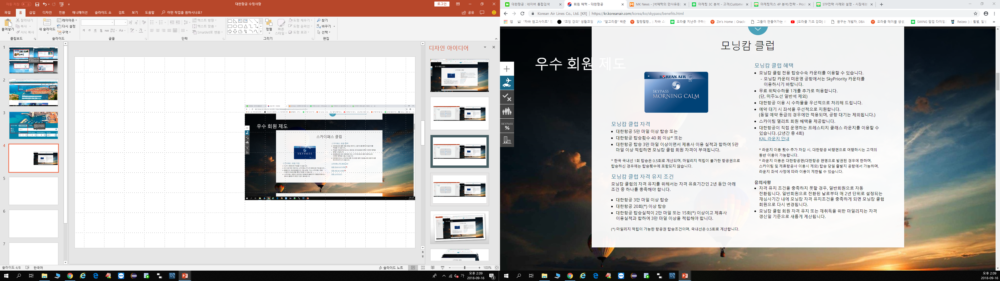 자동 저장
대한항공 수정사항
로그인
파일 홈 삽입 디자인 전환 애니메이션 슬라이드 쇼 검토 보기 도움말 어떤 작업을 원하시나요? 공유
붙여넣기
잘라내기
복사
서식 복사
클립보드
새 슬라이드
레이아웃
다시 설정
구역
슬라이드
글꼴
텍스트 방향
텍스트 맞춤
SmartArt로 변환
단락
정렬
빠른 스타일
도형 채우기
도형 윤곽선
도형 효과
그리기
찾기
바꾸기
선택
편집
1
2
3
4
5
6
7
우수 회원 제도
스카이패스 클럽
SKYPASS
디자인 아이디어
슬라이드 4/8 한국어
슬라이드 노트
103%
오후 2:09
2018-09-16
대한항공 : 네이버 통합검색
회원 혜택 - 대한항공
MK News - [석혜탁의 만사유통]
마케팅 3C 분석 - 고객(Custome
마케팅믹스 4P 분석/전략 - Prod
STP전략 사례와 설명 - 시장세분
Korean Air Lines Co., Ltd. [KR] | https://kr.koreanair.com/korea/ko/skypass/benefits.html
앱
"자바 참고사이트"
"코딩 강의" 생활코딩
"알고리즘" 백준
할랑할랑... :: 자바 스
오라클 지난주 구하
Zin's Home :: Oracle
그들이 만들어가는
[오라클 기초 강좌]
꿈꾸는 개발자, DBA
오라클 테이블 생성
SWING 팝업 다이얼
Reizeo :) :: 월별, 일별
모닝캄 클럽
우수 회원 제도
KOREAN AIR
SKYPASS
MORNING CALM
SKYPASS
%
모닝캄 클럽 자격
대한항공 5만 마일 이상 탑승 또는
대한항공 탑승횟수 40 회 이상* 또는
대한항공 탑승 3만 마일 이상이면서 제휴사 이용 실적과 합하여 5만
마일 이상 적립하면 모닝캄 클럽 회원 자격이 부여됩니다.
* 한국 국내선 1회 탑승은 0.5회로 계산되며, 마일리지 적립이 불가한 항공권으로
탑승하신 경우에는 탑승횟수에 포함되지 않습니다.
모닝캄 클럽 자격 유지 조건
모닝캄 클럽의 자격 유지를 위해서는 자격 유효기간인 2년 동안 아래
조건 중 하나를 충족해야 합니다.
대한항공 3만 마일 이상 탑승
대한항공 20회(*) 이상 탑승
대한항공 탑승실적이 2만 마일 또는 15회(*) 이상이고 제휴사
이용실적과 합하여 3만 마일 이상을 적립해야 합니다.
(*) 마일리지 적립이 가능한 항공권 탑승조건이며, 국내선은 0.5회로 계산합니다.
모닝캄 클럽 혜택
모닝캄 클럽 전용 탑승수속 카운터를 이용할 수 있습니다.
- 모닝캄 카운터 미운영 공항에서는 SkyPriority 카운터를
이용하시기 바랍니다.
무료 위탁수하물 1개를 추가로 허용합니다.
(단, 미주노선 일반석 제외)
대한항공 이용 시 수하물을 우선적으로 처리해 드립니다.
예약 대기 시 좌석을 우선적으로 지원합니다.
(동일 예약 등급의 경우에만 적용되며, 공항 대기는 제외됩니다.)
스카이팀 엘리트 회원 혜택을 제공합니다.
대한항공이 직접 운영하는 프레스티지 클래스 라운지를 이용할 수
있습니다. (2년간 총 4회)
KAL 라운지 안내
* 라운지 이용 횟수 추가 차감 시, 대한항공 비행편으로 여행하시는 고객의
동반 이용이 가능합니다.
* 라운지 이용은 대한항공편(대한항공 편명으로 발권된 경우에 한하며,
스카이팀 및 제휴항공사 이용시 제외) 탑승 당일 출발지 공항에서 가능하며,
라운지 좌석 사정에 따라 이용이 제한될 수 있습니다.
유의사항
자격 유지 조건을 충족하지 못할 경우, 일반회원으로 자동
전환됩니다. 일반회원으로 전환된 날로부터 매 2년 단위로 설정되는
재심사기간 내에 모닝캄 자격 유지조건을 충족하게 되면 모닝캄 클럽
회원으로 다시 변경됩니다.
모닝캄 클럽 회원 자격 유지 또는 재취득을 위한 마일리지는 자격
갱신일 기준으로 새롭게 계산됩니다.
오후 2:09
2018-09-16